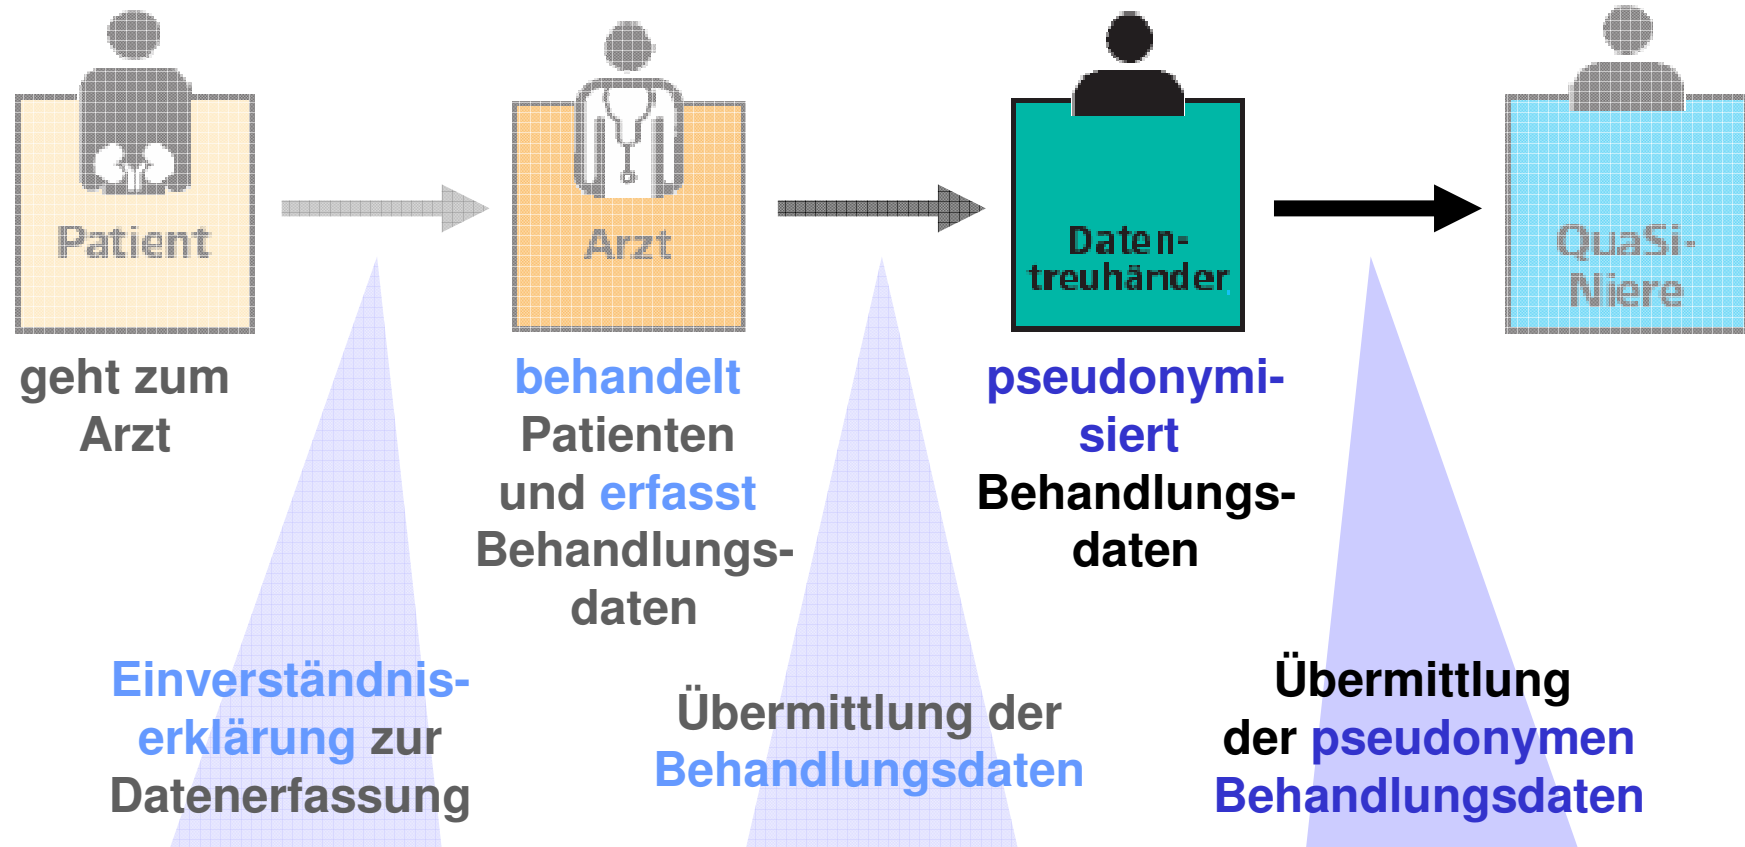 Patient
Arzt
Daten-
treuhänder
QuaSi-
Niere
geht zum
Arzt
behandelt
Patienten
und erfasst
Behandlungs-
daten
pseudonymi-
siert
Behandlungs-
daten
Einverständnis-
erklärung zur
Datenerfassung
Übermittlung der
Behandlungsdaten
Übermittlung
der pseudonymen
Behandlungsdaten